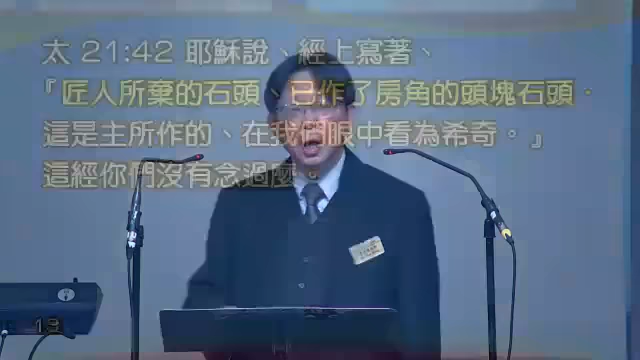 太 21:42 耶穌說、經上寫著、
『匠人所棄的石頭、已作了房角的頭塊石頭．
這是主所作的、在我們眼中看為希奇。』
這經你們沒有念過麼。
13